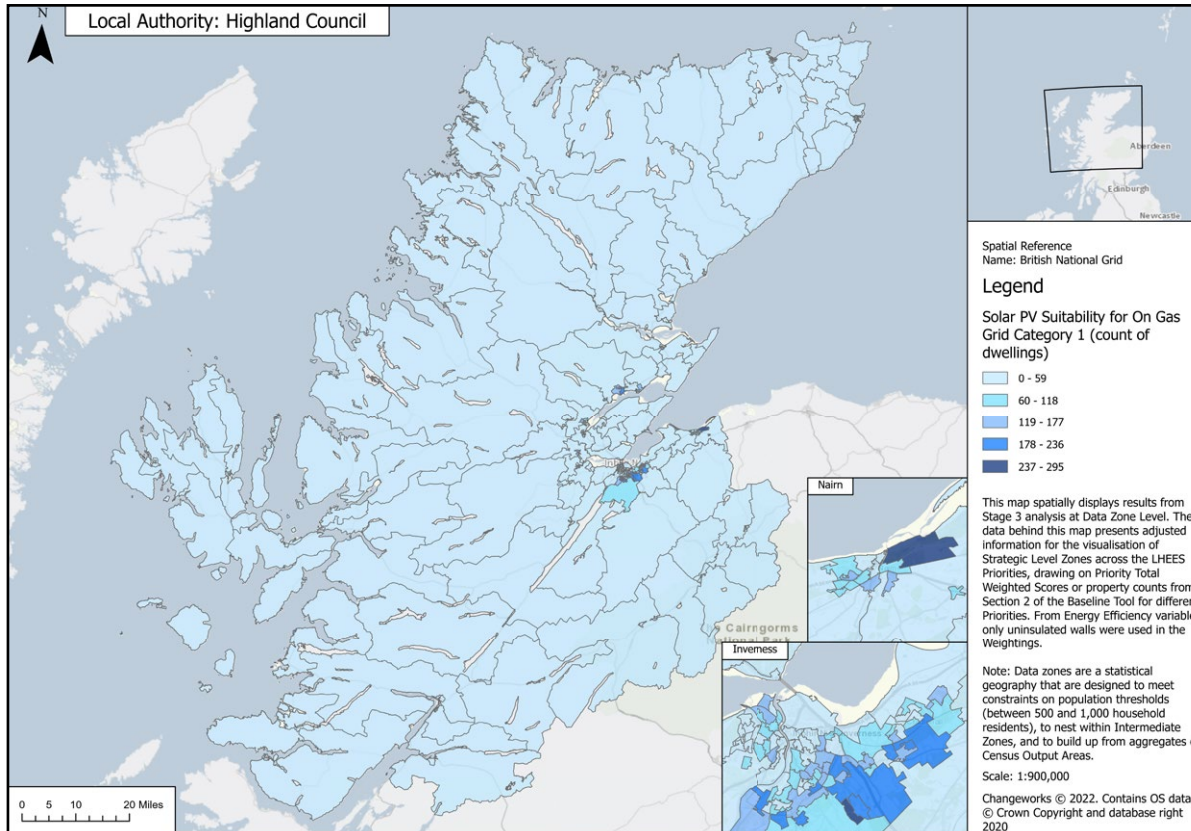 Local Authority: Highland Council
N
Aberdeen
Edinburgh
Newcastle
Spatial Reference
Name: British National Grid
Legend
Solar PV Suitability for On Gas
Grid Category 1 (count of
dwellings)
0 - 59
60 - 118
119 - 177
178 - 236
237 - 295
This map spatially displays results from
Stage 3 analysis at Data Zone Level. The
data behind this map presents adjusted
information for the visualisation of
Strategic Level Zones across the LHEES
Priorities, drawing on Priority Total
Weighted Scores or property counts from
Section 2 of the Baseline Tool for differen
Priorities. From Energy Efficiency variable
only uninsulated walls were used in the
Weightings.
Note: Data zones are a statistical
geography that are designed to meet
constraints on population thresholds
(between 500 and 1,000 household
residents), to nest within Intermediate
Zones, and to build up from aggregates
Census Output Areas.
Scale: 1:900,000
Changeworks © 2022. Contains OS data
© Crown Copyright and database right
2020
Nairn
Cairngorms
Inverness
0 5 10 20 Miles